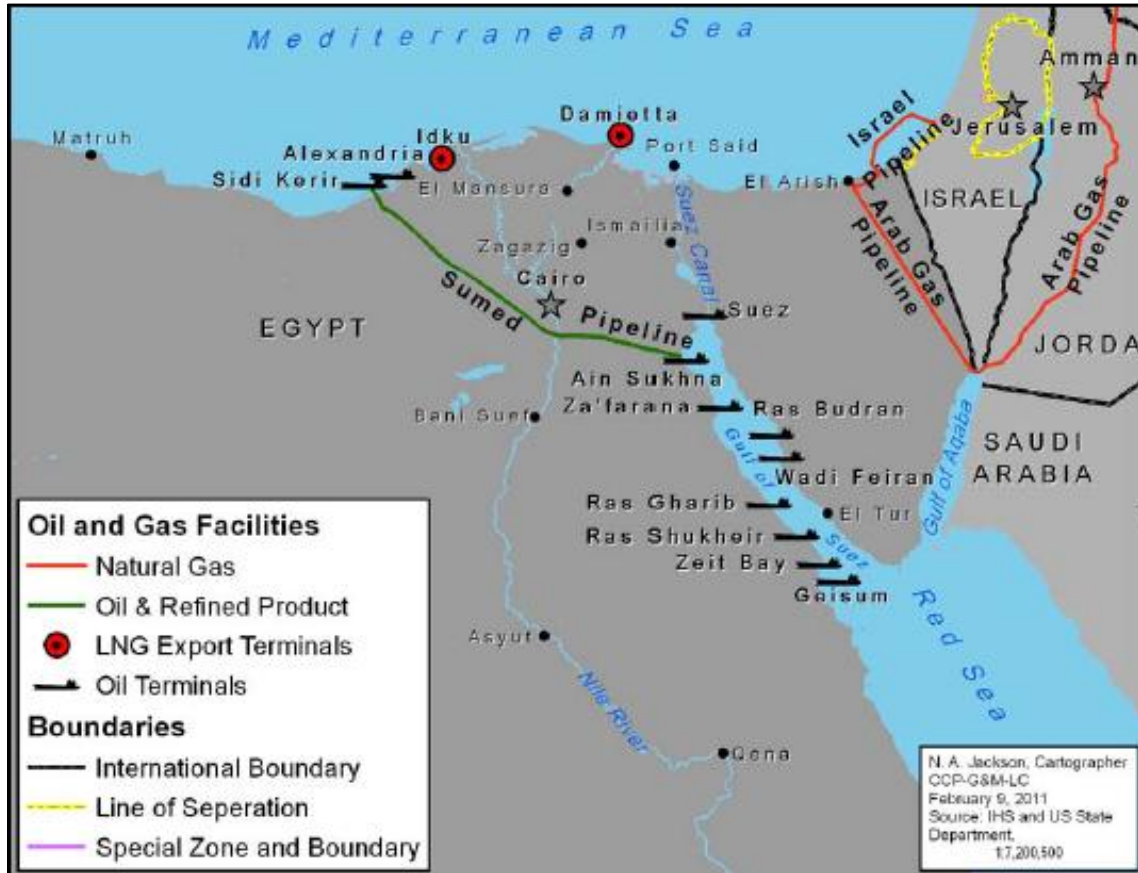 Mediterranean Sea
Matruh
Sidi Kerir
Alexandria
Idku
Damietta
El Mansura
Port Said
Zagazig
Ismailia
Suez Canal
Cairo
Sumed Pipeline
EGYPT
Suez
Ain Sukhna
Za'farana
Ras Budran
Bani Suef
Gulf of Suez
Wadi Feiran
Ras Gharib
El Tur
Ras Shukheir
Zeit Bay
Geisum
Asyut
Nile River
Qena
Red Sea
Gulf of Aqaba
SAUDI
ARABIA
JORDA
El Arish
Israel
Pipeline
Arab Gas
Pipeline
ISRAEL
Jerusalem
Amman
Arab Gas
Pipeline
Oil and Gas Facilities
Natural Gas
Oil & Refined Product
LNG Export Terminals
Oil Terminals
Boundaries
International Boundary
Line of Seperation
Special Zone and Boundary
N. A. Jackson, Cartographer
CCP-G&M-LC
February 9, 2011
Source: IHS and US State
Department,
1:7,200,500